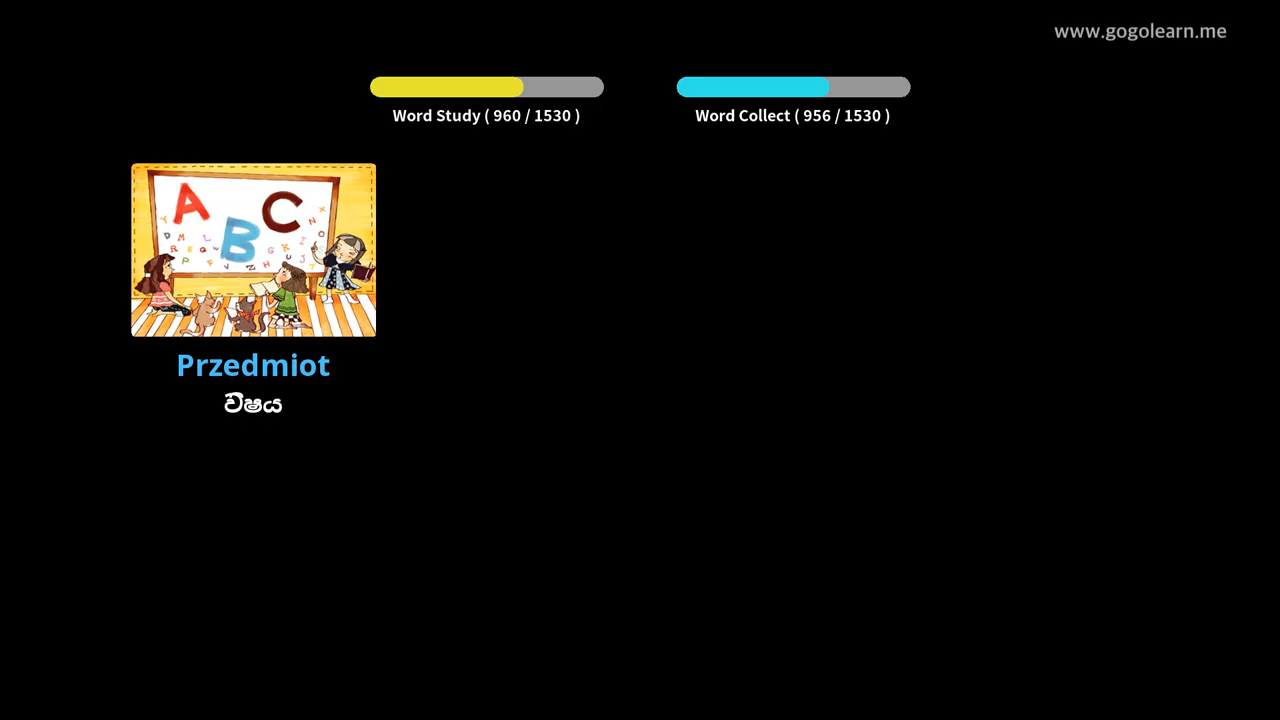 www.gogolearn.me
Word Study ( 960 / 1530 )
Word Collect ( 956 / 1530 )
A B C
Przedmiot
විෂය